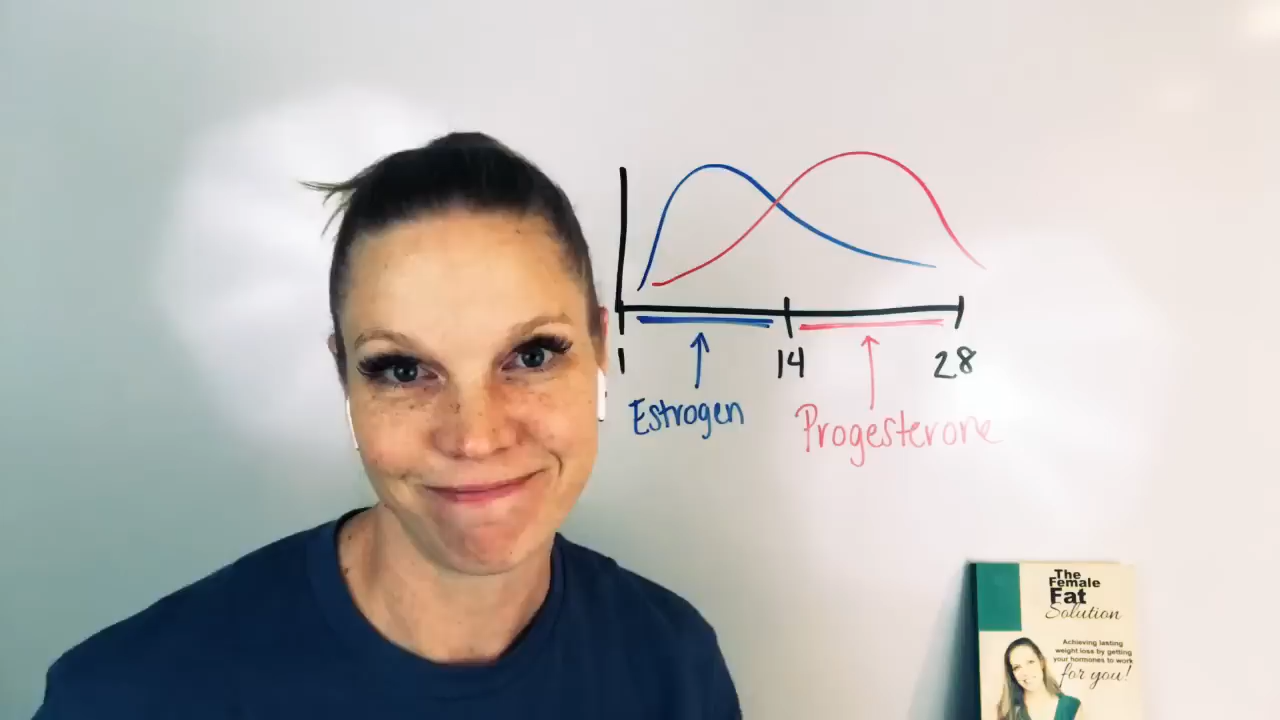 1 14 28
Estrogen Progesterone
The
Female
Fat
Solution
Achieving lasting
weight loss by getting
your hormones to work
for you!